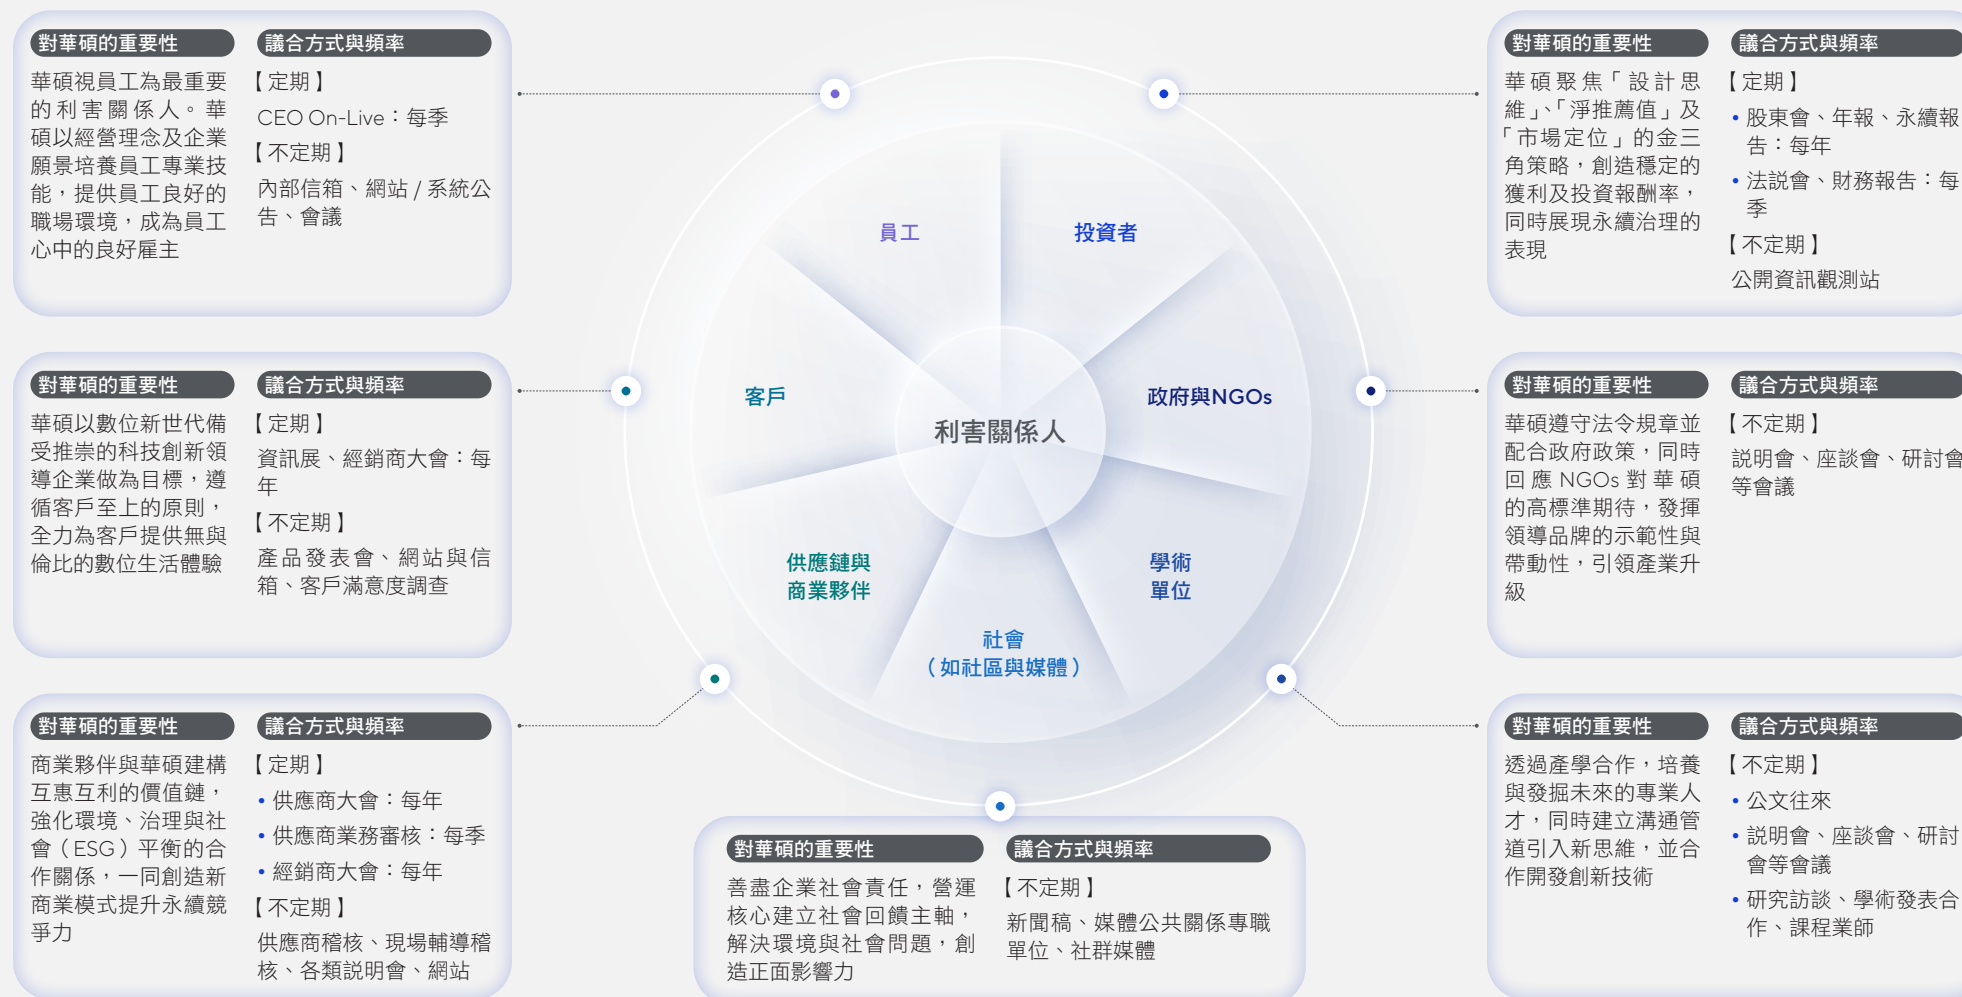 對華碩的重要性
華碩視員工為最重要
的利害關係人。華
碩以經營理念及企業
願景培養員工專業技
能，提供員工良好的
職場環境，成為員工
心中的良好雇主
議合方式與頻率
【定期】
CEO On-Live：每季
【不定期】
內部信箱、網站 / 系統公
告、會議
對華碩的重要性
華碩以數位新世代備
受推崇的科技創新領
導企業做為目標，遵
循客戶至上的原則，
全力為客戶提供無與
倫比的數位生活體驗
議合方式與頻率
【定期】
資訊展、經銷商大會：每
年
【不定期】
產品發表會、網站與信
箱、客戶滿意度調查
對華碩的重要性
商業夥伴與華碩建構
互惠互利的價值鏈，
強化環境、治理與社
會（ESG）平衡的合
作關係，一同創造新
商業模式提升永續競
爭力
議合方式與頻率
【定期】
• 供應商大會：每年
• 供應商業務審核：每季
• 經銷商大會：每年
【不定期】
供應商稽核、現場輔導稽
核、各類説明會、網站
員工
投資者
客戶
政府與NGOs
利害關係人
供應鏈與
商業夥伴
學術
單位
社會
（如社區與媒體）
對華碩的重要性
善盡企業社會責任，營運
核心建立社會回饋主軸，
解決環境與社會問題，創
造正面影響力
議合方式與頻率
【不定期】
新聞稿、媒體公共關係專職
單位、社群媒體
對華碩的重要性
華碩聚焦「設計思
維」、「淨推薦值」及
「市場定位」的金三
角策略，創造穩定的
獲利及投資報酬率，
同時展現永續治理的
表現
議合方式與頻率
【定期】
• 股東會、年報、永續報
告：每年
• 法説會、財務報告：每
季
【不定期】
公開資訊觀測站
對華碩的重要性
華碩遵守法令規章並
配合政府政策，同時
回應 NGOs 對華碩
的高標準期待，發揮
領導品牌的示範性與
帶動性，引領產業升
級
議合方式與頻率
【不定期】
説明會、座談會、研討會
等會議
對華碩的重要性
透過產學合作，培養
與發掘未來的專業人
才，同時建立溝通管
道引入新思維，並合
作開發創新技術
議合方式與頻率
【不定期】
• 公文往來
• 説明會、座談會、研討
會等會議
• 研究訪談、學術發表合
作、課程業師